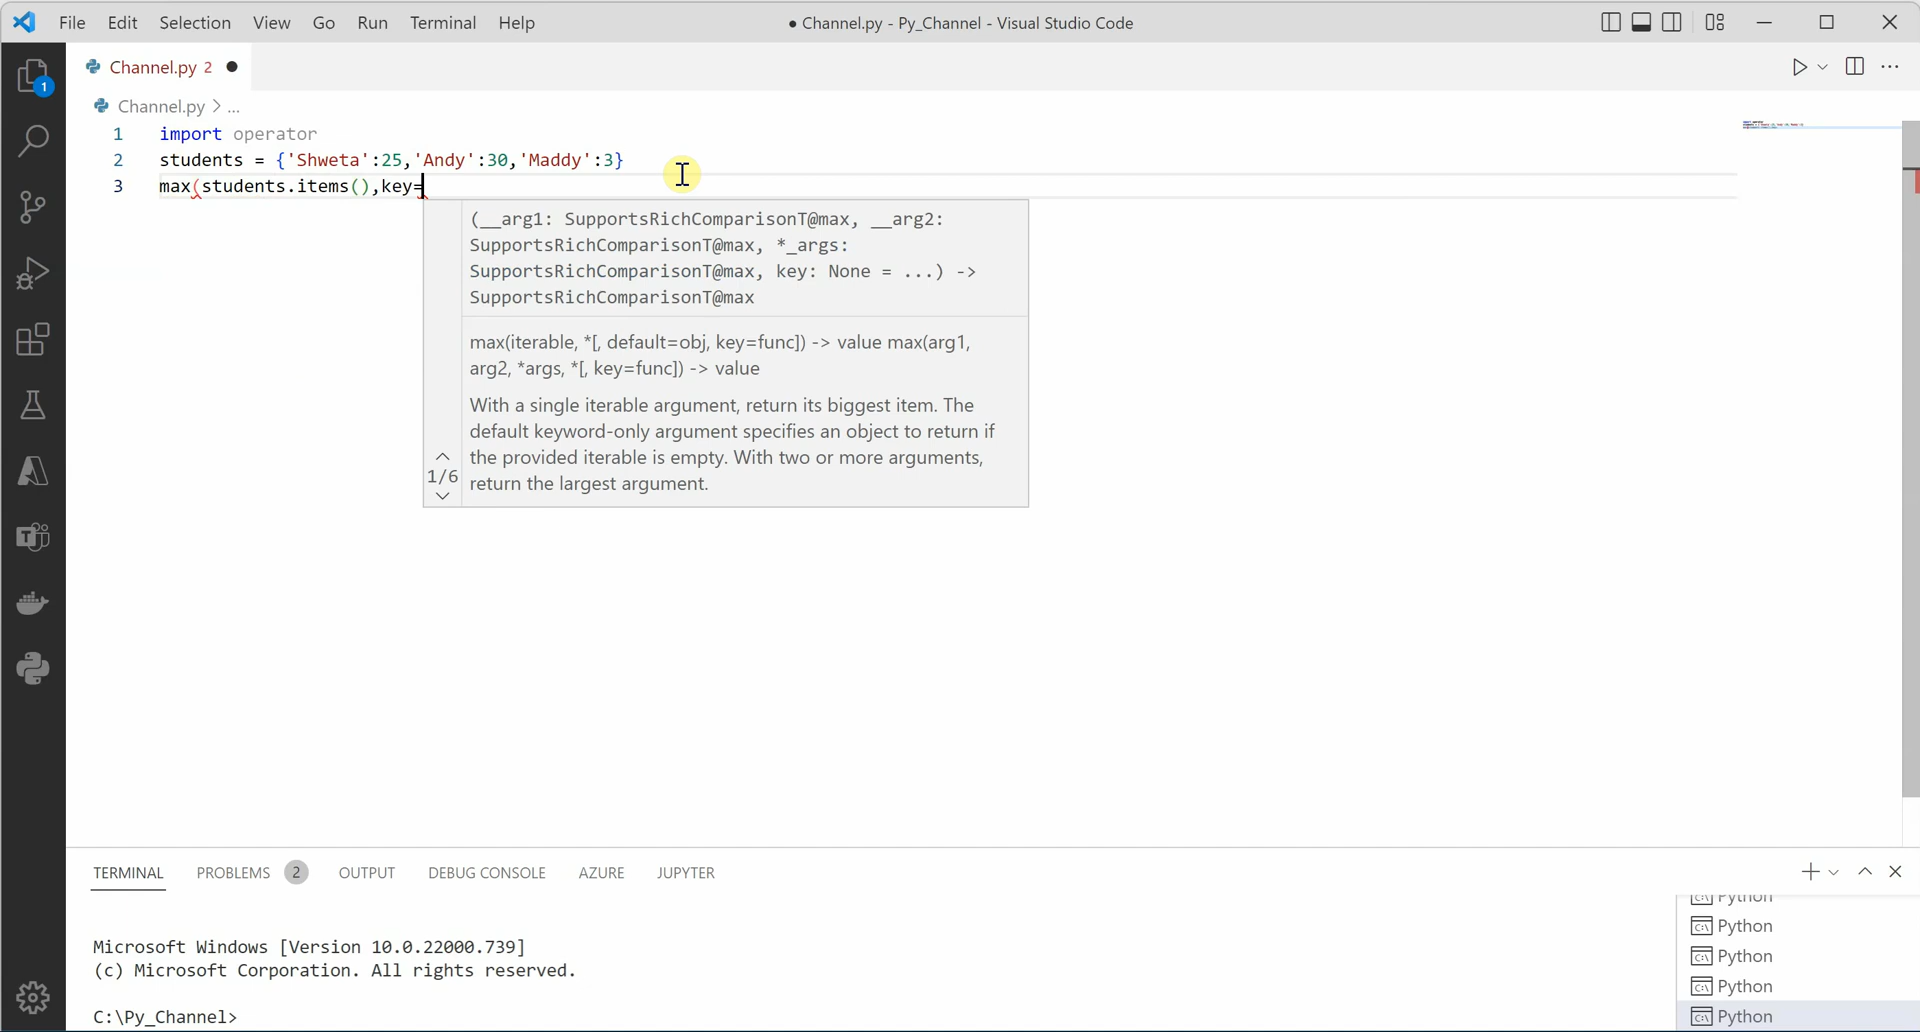 File Edit Selection View Go Run Terminal Help ● Channel.py - Py_Channel - Visual Studio Code
Channel.py 2 ●
1
Channel.py > ...
1 import operator
2 students = {'Shweta':25,'Andy':30,'Maddy':3}
3 max(students.items(),key=
(__arg1: SupportsRichComparisonT@max, __arg2:
SupportsRichComparisonT@max, *_args:
SupportsRichComparisonT@max, key: None = ...) ->
SupportsRichComparisonT@max
max(iterable, *[, default=obj, key=func]) -> value max(arg1,
arg2, *args, *[, key=func]) -> value
With a single iterable argument, return its biggest item. The
default keyword-only argument specifies an object to return if
the provided iterable is empty. With two or more arguments,
1/6
return the largest argument.
TERMINAL PROBLEMS 2 OUTPUT DEBUG CONSOLE AZURE JUPYTER
Python
Python
Microsoft Windows [Version 10.0.22000.739]
Python
(c) Microsoft Corporation. All rights reserved.
Python
C:\Py_Channel>
Python